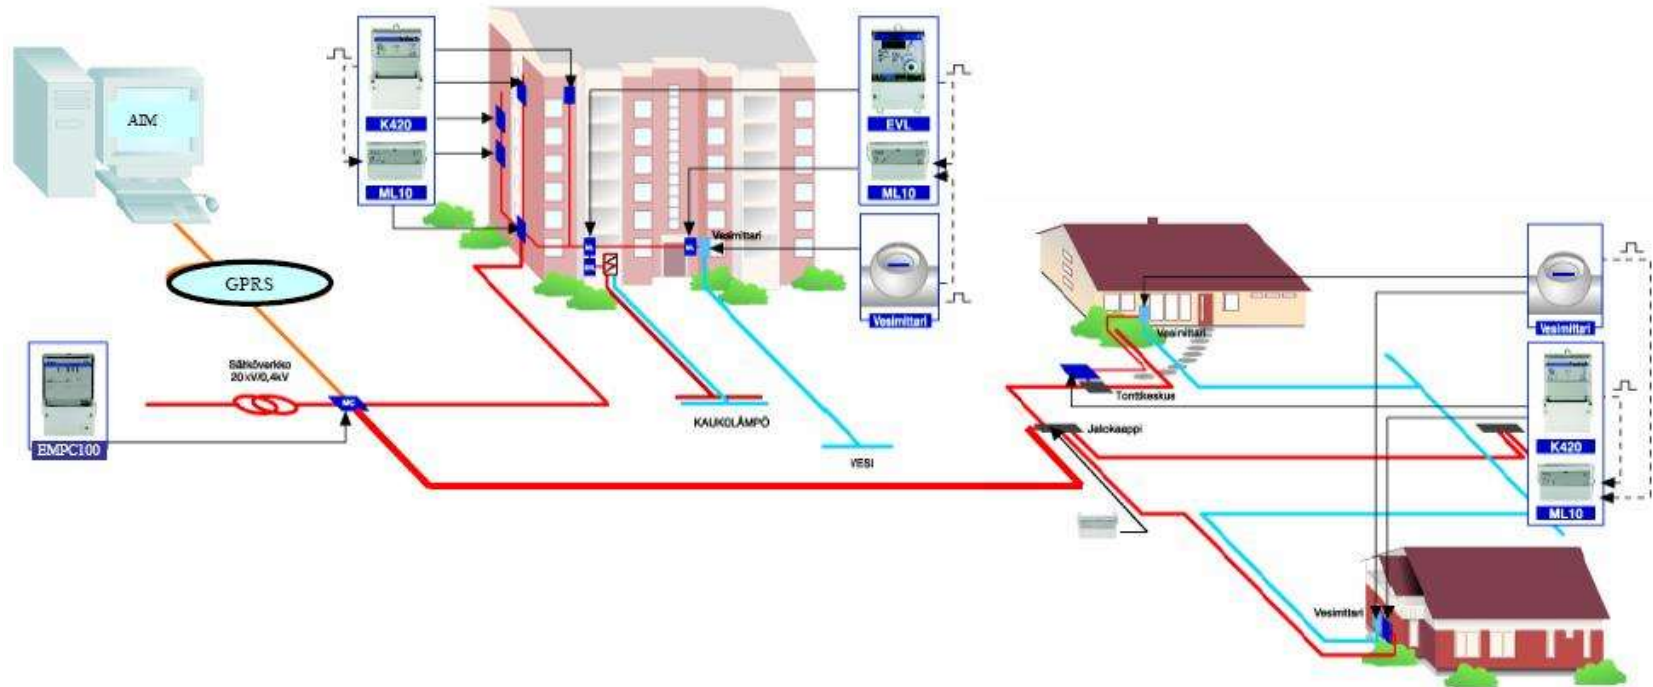 AIM
GPRS
K420
ML10
EVL
ML10
Vesimittari
Vesimittari
EMPC100
Sähköverkko
20 kV/0,4kV
MC
KAUKOLÄMPÖ
VESI
Vesimittari
Tonttikeskus
Jakokaappi
Vesimittari
K420
ML10
Vesimittari